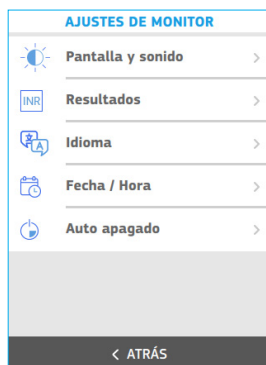 AJUSTES DE MONITOR
Pantalla y sonido
INR Resultados
A Idioma
Fecha / Hora
Auto apagado
< ATRÁS